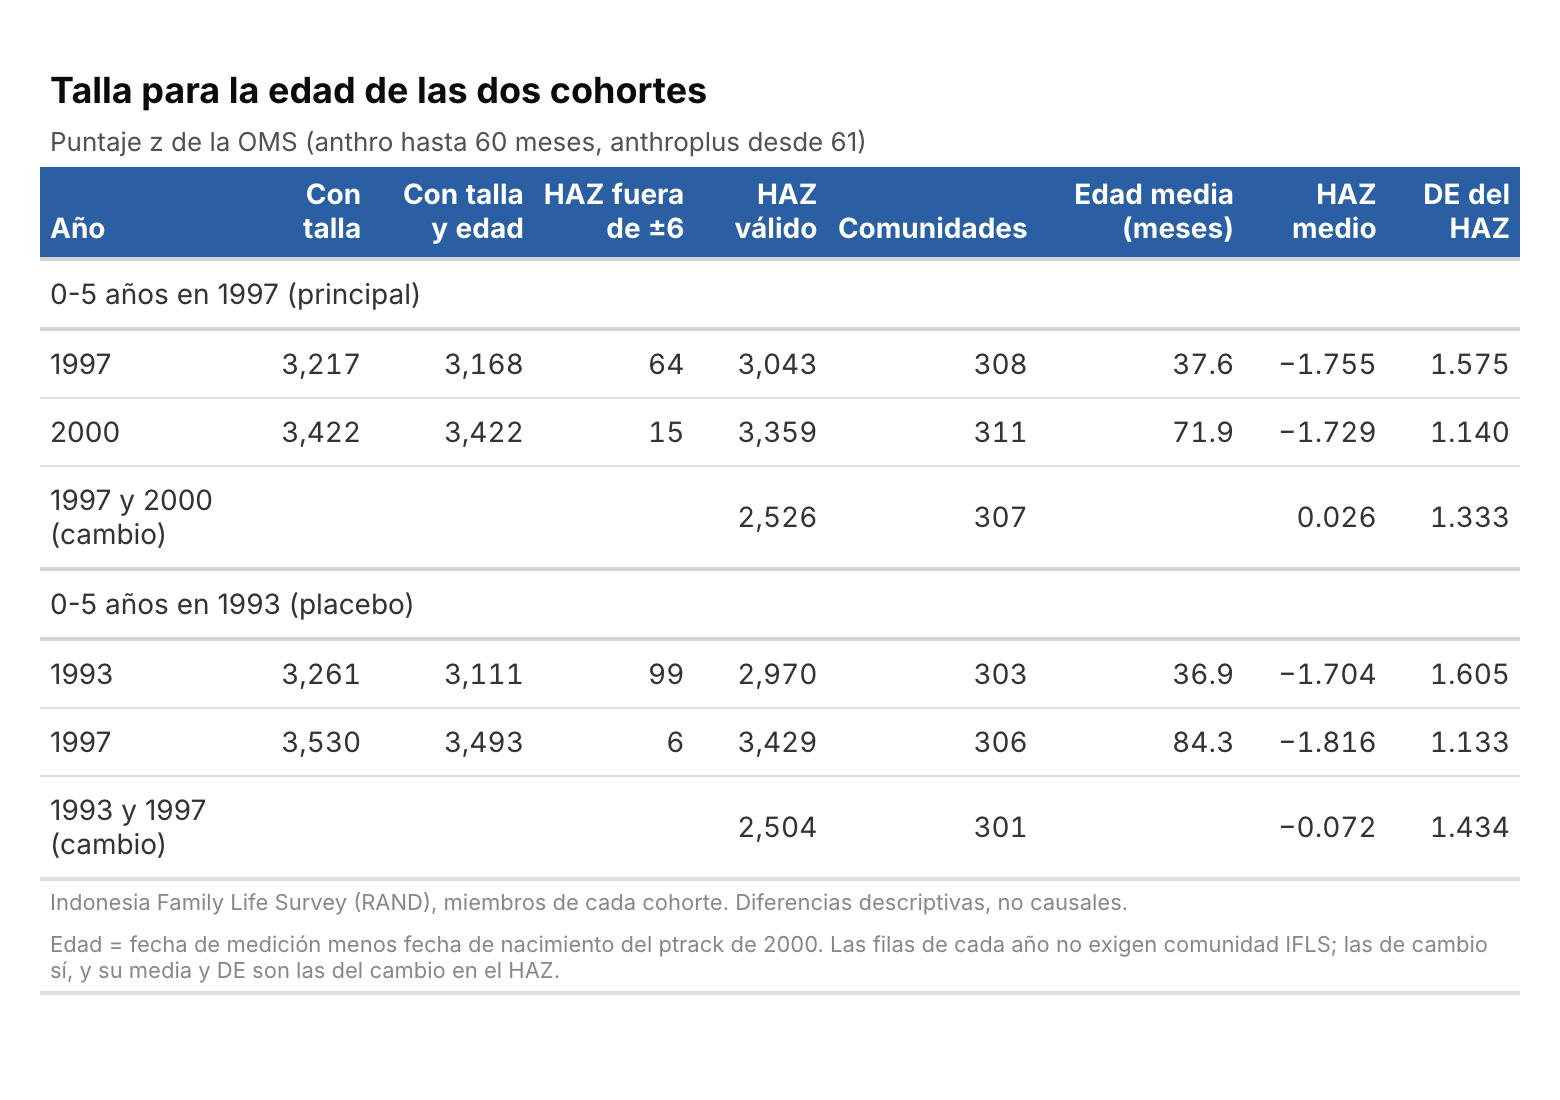 Talla para la edad de las dos cohortes
Puntaje z de la OMS (anthro hasta 60 meses, anthroplus desde 61)
Año Con talla Con talla y edad HAZ fuera de ±6 HAZ válido Comunidades Edad media (meses) HAZ medio DE del HAZ
0-5 años en 1997 (principal)
1997 3,217 3,168 64 3,043 308 37.6 −1.755 1.575
2000 3,422 3,422 15 3,359 311 71.9 −1.729 1.140
1997 y 2000 (cambio) 2,526 307 0.026 1.333
0-5 años en 1993 (placebo)
1993 3,261 3,111 99 2,970 303 36.9 −1.704 1.605
1997 3,530 3,493 6 3,429 306 84.3 −1.816 1.133
1993 y 1997 (cambio) 2,504 301 −0.072 1.434
Indonesia Family Life Survey (RAND), miembros de cada cohorte. Diferencias descriptivas, no causales.
Edad = fecha de medición menos fecha de nacimiento del ptrack de 2000. Las filas de cada año no exigen comunidad IFLS; las de cambio
sí, y su media y DE son las del cambio en el HAZ.